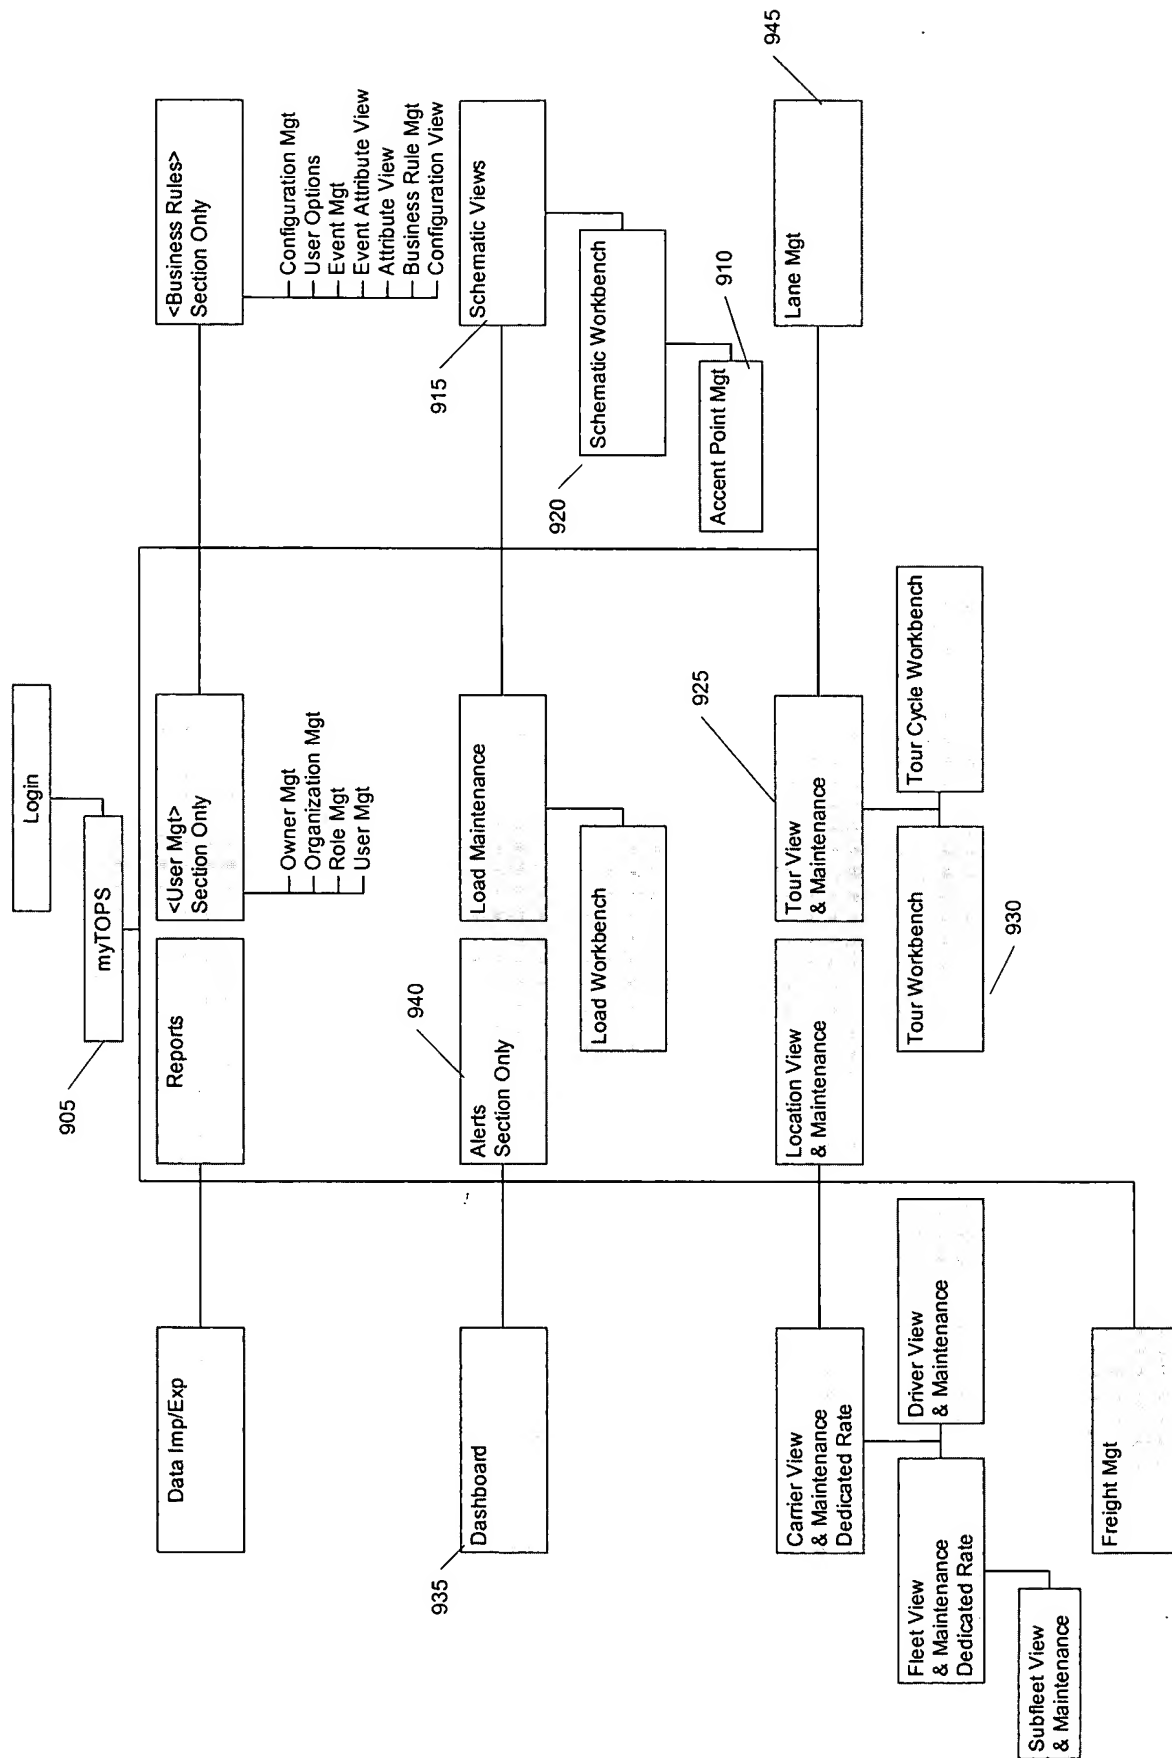 Login
myTOPS
905
Data Imp/Exp
Reports
<User Mgt>
Section Only
Owner Mgt
Organization Mgt
Role Mgt
User Mgt
<Business Rules>
Section Only
Configuration Mgt
User Options
Event Mgt
Event Attribute View
Attribute View
Business Rule Mgt
Configuration View
Dashboard
935
Alerts
Section Only
940
Load Maintenance
Load Workbench
Schematic Views
915
Schematic Workbench
920
Accent Point Mgt
910
Carrier View
& Maintenance
Dedicated Rate
Fleet View
& Maintenance
Dedicated Rate
Subfleet View
& Maintenance
Driver View
& Maintenance
Location View
& Maintenance
Tour View
& Maintenance
925
Tour Workbench
930
Tour Cycle Workbench
Lane Mgt
945
Freight Mgt